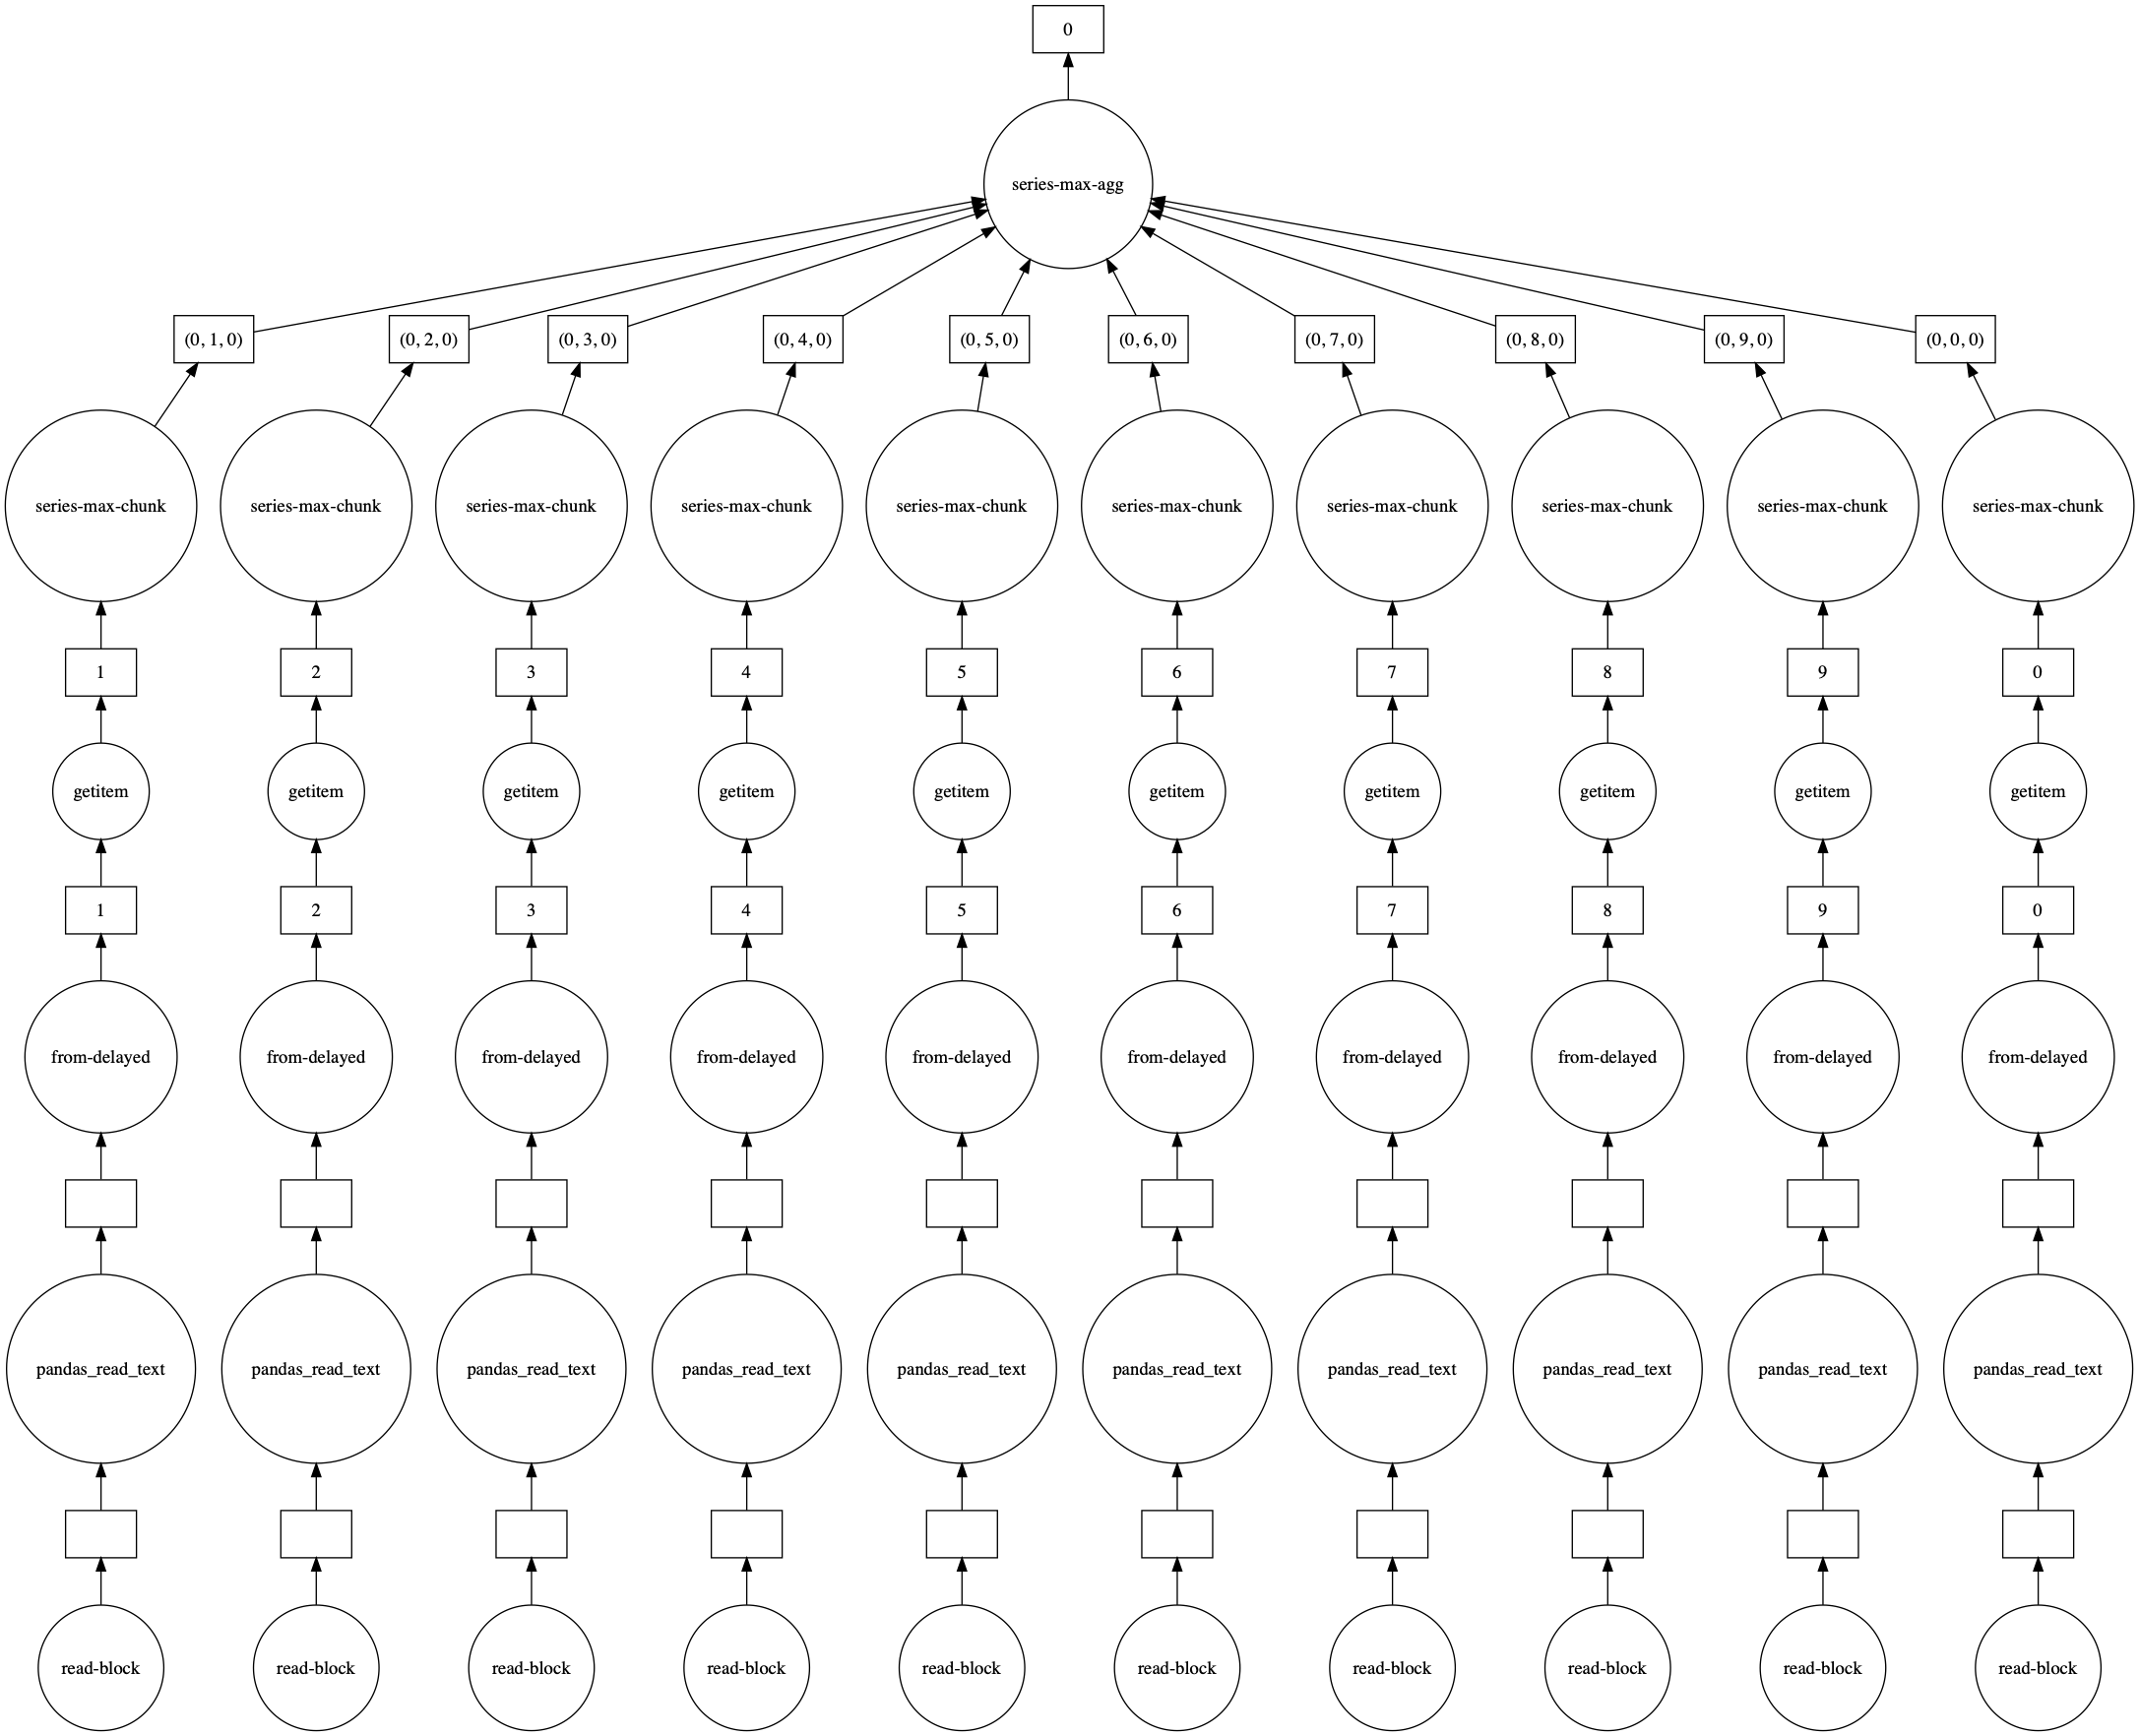 0
series-max-agg
(0, 1, 0) (0, 2, 0) (0, 3, 0) (0, 4, 0) (0, 5, 0) (0, 6, 0) (0, 7, 0) (0, 8, 0) (0, 9, 0) (0, 0, 0)
series-max-chunk series-max-chunk series-max-chunk series-max-chunk series-max-chunk series-max-chunk series-max-chunk series-max-chunk series-max-chunk series-max-chunk
1 2 3 4 5 6 7 8 9 0
getitem getitem getitem getitem getitem getitem getitem getitem getitem getitem
1 2 3 4 5 6 7 8 9 0
from-delayed from-delayed from-delayed from-delayed from-delayed from-delayed from-delayed from-delayed from-delayed from-delayed
pandas_read_text pandas_read_text pandas_read_text pandas_read_text pandas_read_text pandas_read_text pandas_read_text pandas_read_text pandas_read_text pandas_read_text
read-block read-block read-block read-block read-block read-block read-block read-block read-block read-block